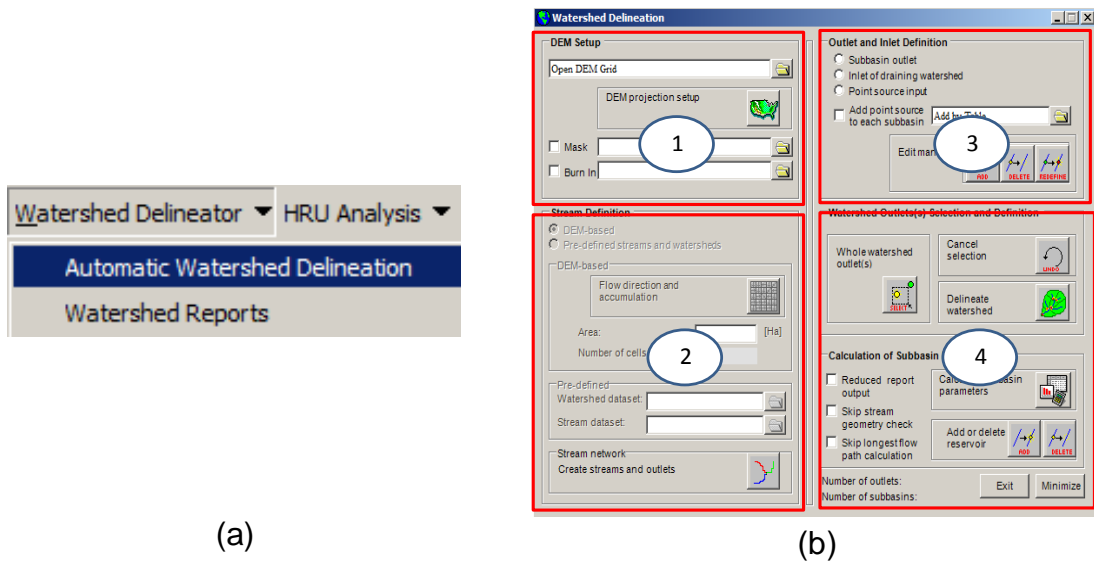 Watershed Delineator HRU Analysis
Automatic Watershed Delineation
Watershed Reports
(a)
Watershed Delineation
DEM Setup
Open DEM Grid
DEM projection setup
1
Mask
Burn In
Stream Definition
DEM-based
Pre-defined streams and watersheds
DEM-based
Flow direction and
accumulation
Area: [Ha]
Number of cells
2
Pre-defined
Watershed dataset:
Stream dataset:
Stream network
Create streams and outlets
Outlet and Inlet Definition
Subbasin outlet
Inlet of draining watershed
Point source input
Add point source
to each subbasin
Add by Table
3
Edit
ADD DELETE REDEFINE
Watershed Outlets(s) Selection and Definition
Whole watershed
outlet(s)
SELECT
Cancel
selection
UNDO
Delineate
watershed
Calculation of Subbasin
4
Reduced report
output
Skip stream
geometry check
Skip longest flow
path calculation
parameters
Add or delete
reservoir
ADD DELETE
Number of outlets:
Number of subbasins:
Exit Minimize
(b)